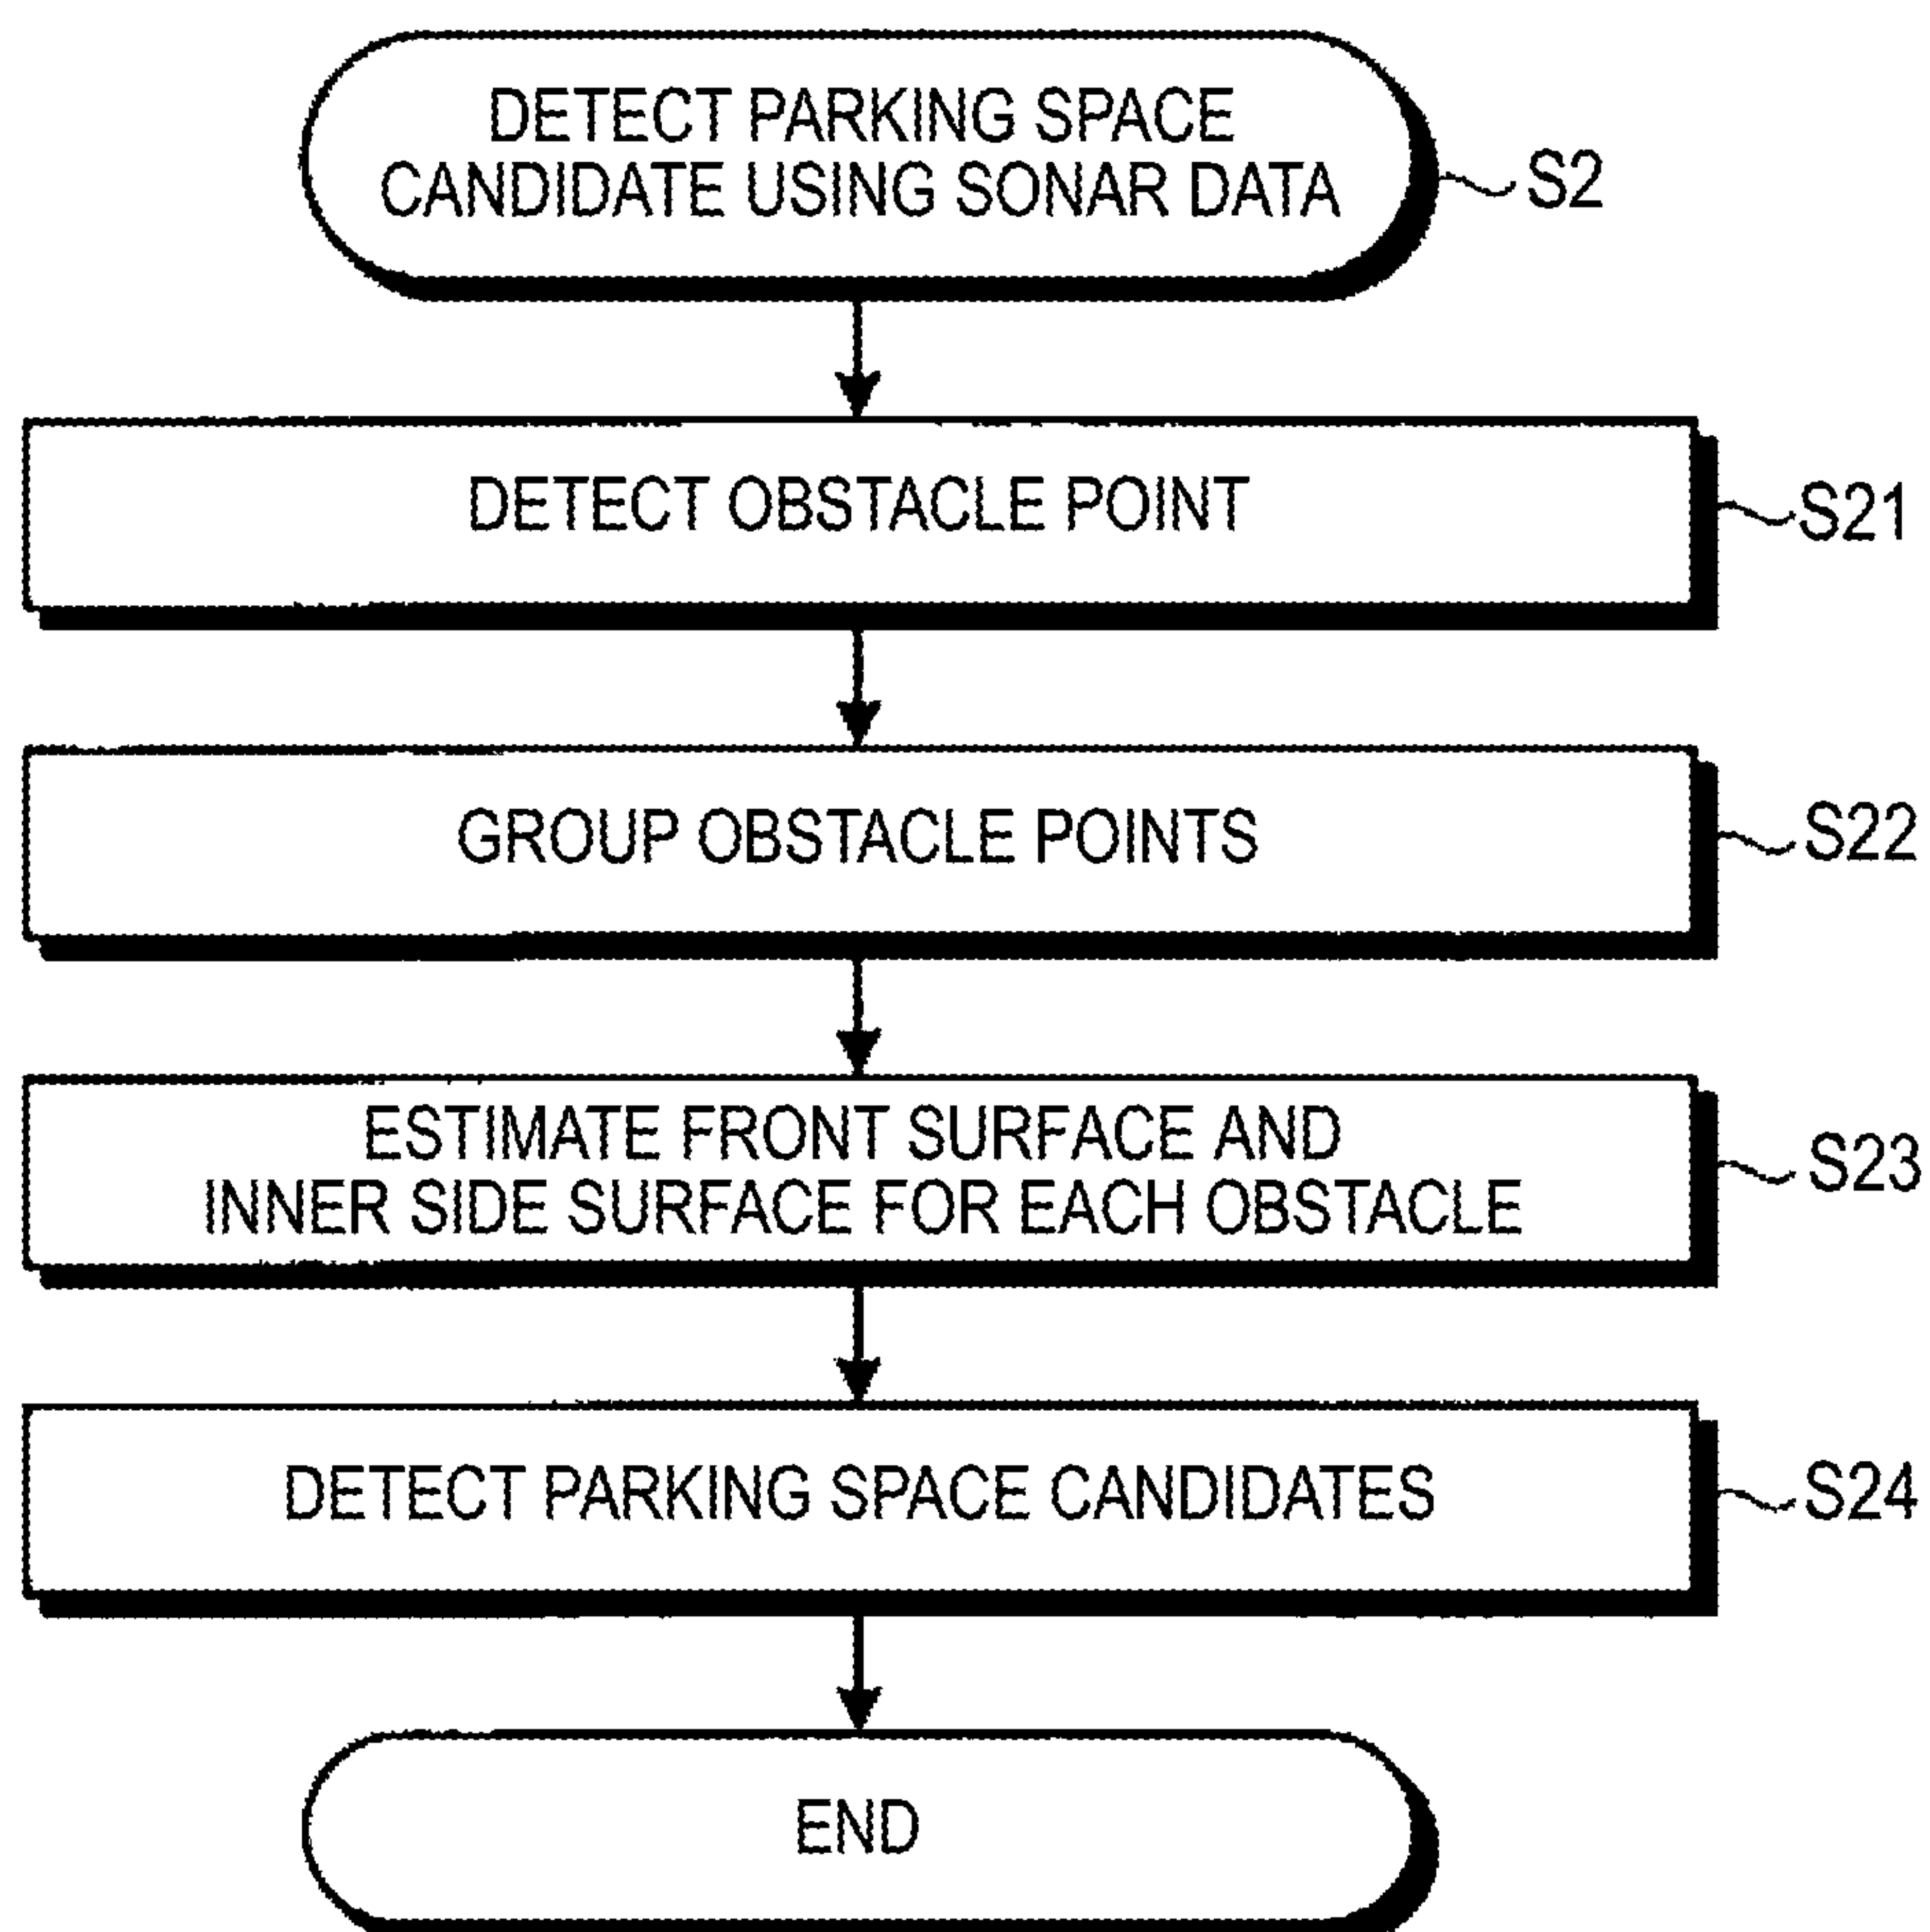 DETECT PARKING SPACE
CANDIDATE USING SONAR DATA
S2
DETECT OBSTACLE POINT
S21
GROUP OBSTACLE POINTS
S22
ESTIMATE FRONT SURFACE AND
INNER SIDE SURFACE FOR EACH OBSTACLE
S23
DETECT PARKING SPACE CANDIDATES
S24
END